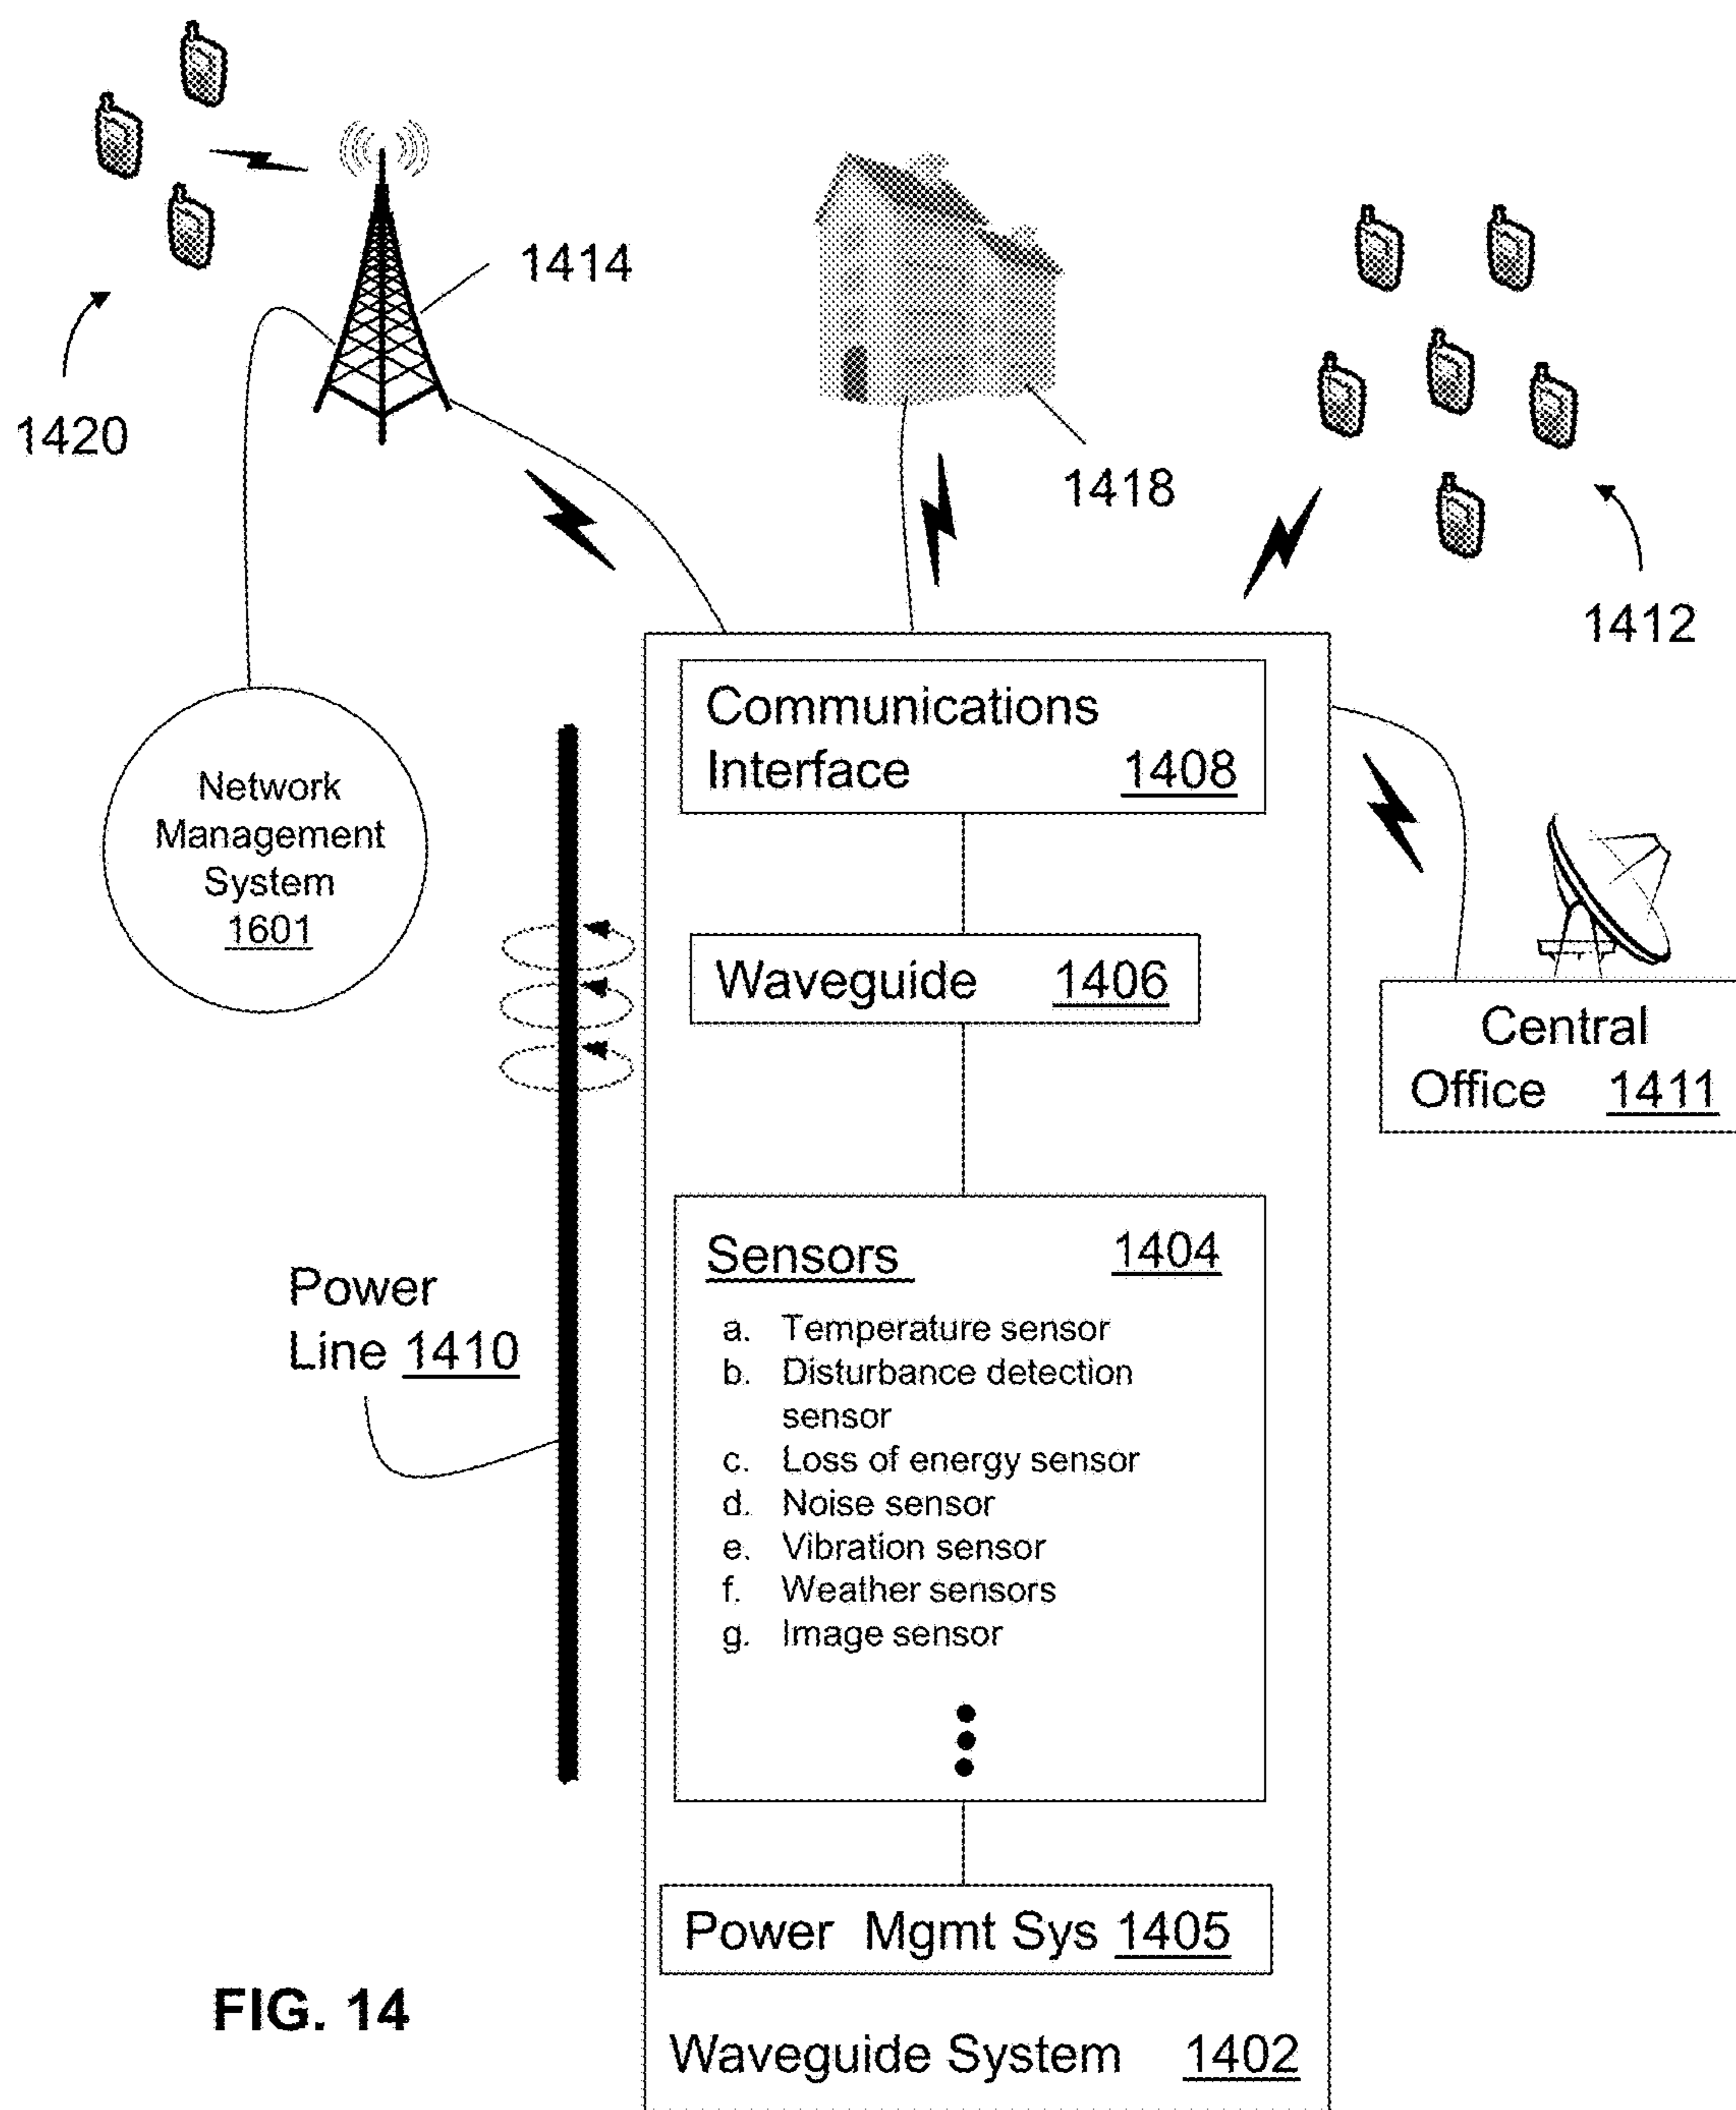 1414
1420
1418
1412
Communications
Interface 1408
Network
Management
System
1601
Waveguide 1406
Central
Office 1411
Sensors 1404
Power
Line 1410
a. Temperature sensor
b. Disturbance detection
sensor
c. Loss of energy sensor
d. Noise sensor
e. Vibration sensor
f. Weather sensors
g. Image sensor
Power Mgmt Sys 1405
FIG. 14
Waveguide System 1402